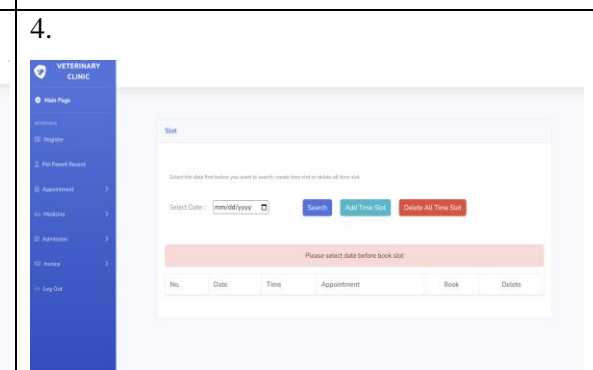 4.
VETERINARY
CLINIC
Main Page
INTERFACE
Register
Pet Parent Record
Appointment
Medicine
Admission
Invoice
Log Out
Slot
Select the data first before you want to search, create time slot or delete all time slot
Select Date : mm/dd/yyyy Search Add Time Slot Delete All Time Slot
Please select date before book slot
No. Date Time Appointment Book Delete